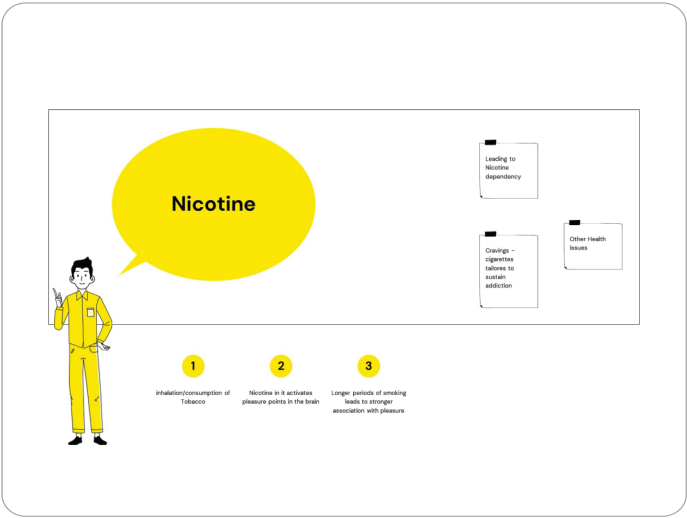 Nicotine
Leading to
Nicotine
dependency
Cravings -
cigarettes
tailores to
sustain
addiction
Other Health
issues
1
inhalation/consumption of
Tobacco
2
Nicotine in it activates
pleasure points in the brain
3
Longer periods of smoking
leads to stronger
association with pleasure